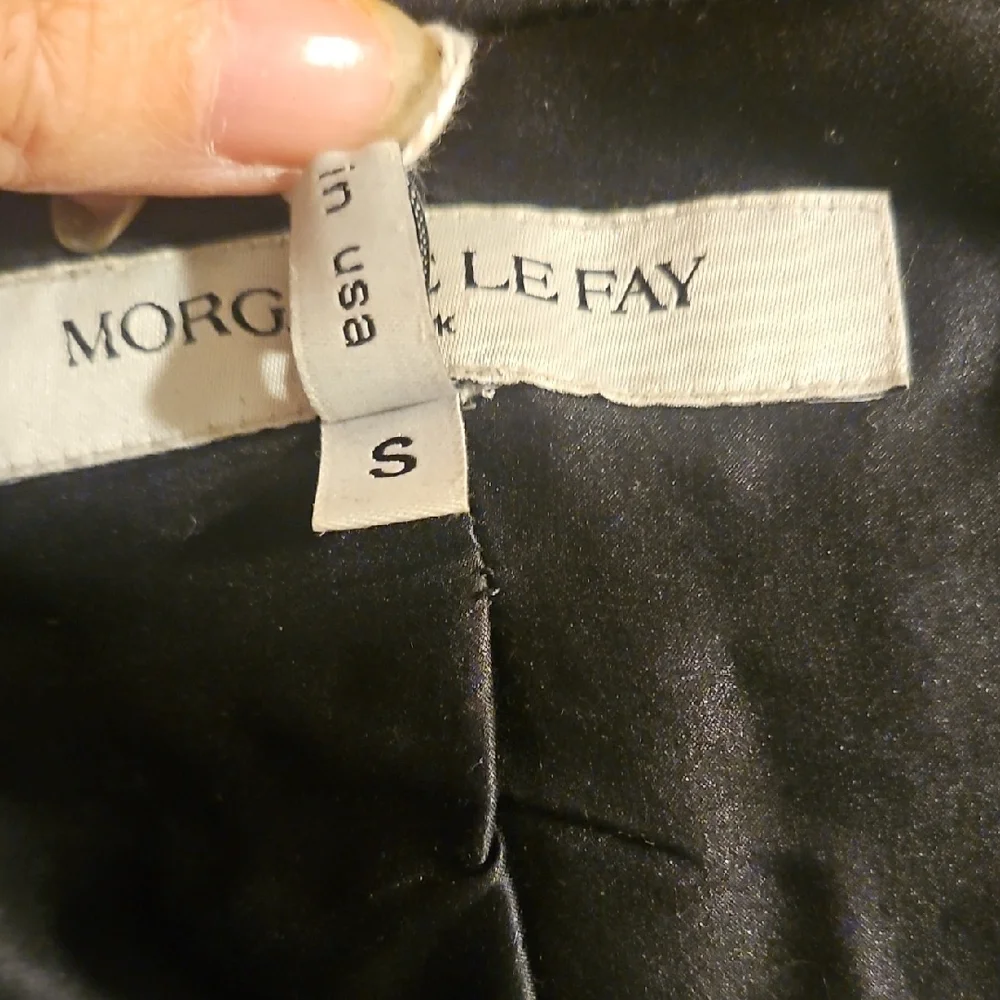 MORG LE FAY
K
in usa
S